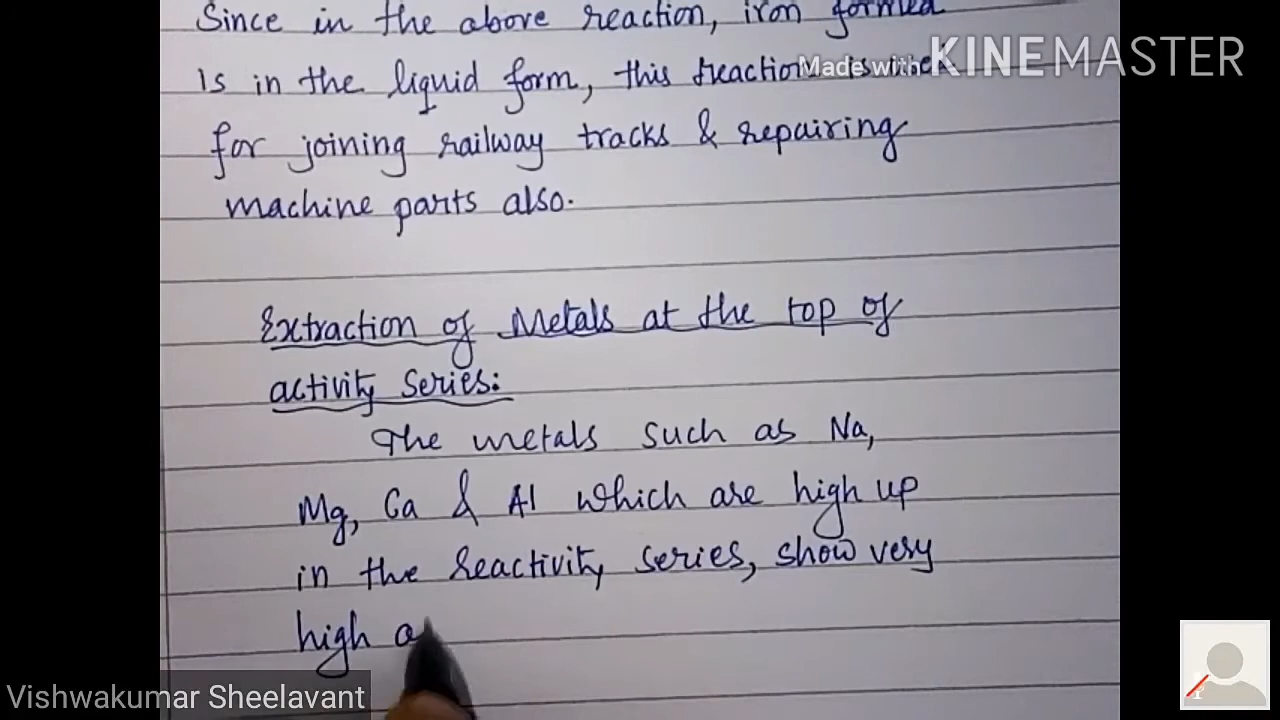 Since in the above reaction, iron formed
is in the liquid form, this reaction is used
Made with KINEMASTER
for joining railway tracks & repairing
machine parts also.
Extraction of Metals at the top of
activity series:
The metals such as Na,
Mg, Ca & Al which are high up
in the reactivity series, show very
high a
Vishwakumar Sheelavant